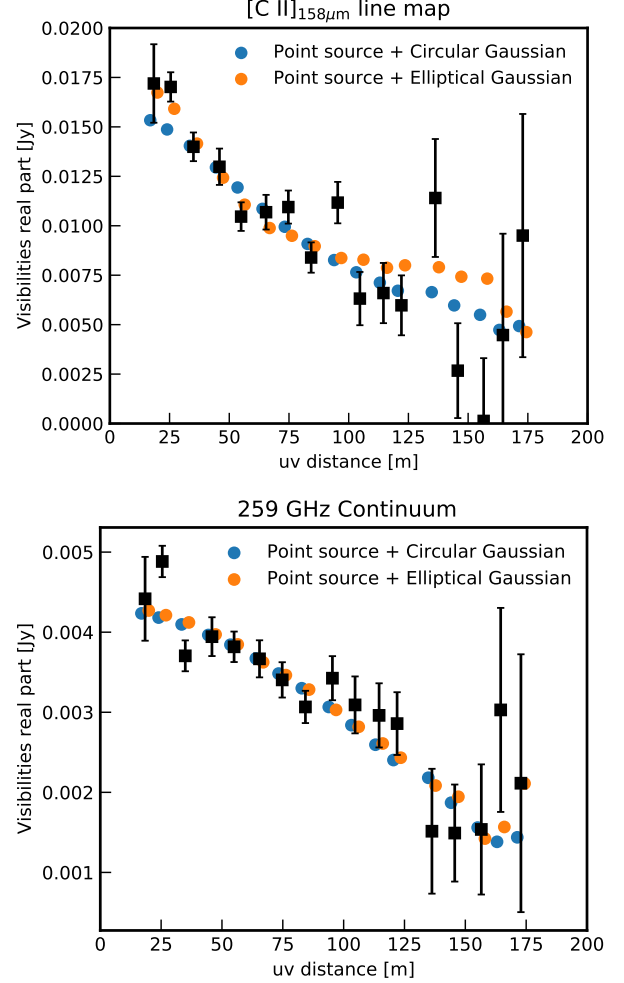 [C II]158μm line map
Point source + Circular Gaussian
Point source + Elliptical Gaussian
Visibilities real part [Jy]
0.0200
0.0175
0.0150
0.0125
0.0100
0.0075
0.0050
0.0025
0.0000
0 25 50 75 100 125 150 175 200
uv distance [m]
259 GHz Continuum
Point source + Circular Gaussian
Point source + Elliptical Gaussian
Visibilities real part [Jy]
0.005
0.004
0.003
0.002
0.001
0 25 50 75 100 125 150 175 200
uv distance [m]